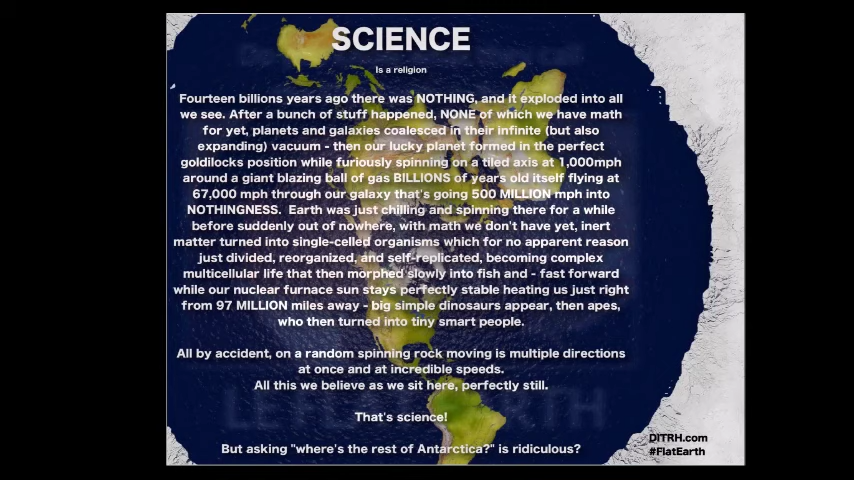 SCIENCE
Is a religion
Fourteen billions years ago there was NOTHING, and it exploded into all
we see. After a bunch of stuff happened, NONE of which we have math
for yet, planets and galaxies coalesced in their infinite (but also
expanding) vacuum - then our lucky planet formed in the perfect
goldilocks position while furiously spinning on a tiled axis at 1,000mph
around a giant blazing ball of gas BILLIONS of years old itself flying at
67,000 mph through our galaxy that's going 500 MILLION mph into
NOTHINGNESS. Earth was just chilling and spinning there for a while
before suddenly out of nowhere, with math we don't have yet, inert
matter turned into single-celled organisms which for no apparent reason
just divided, reorganized, and self-replicated, becoming complex
multicellular life that then morphed slowly into fish and - fast forward
while our nuclear furnace sun stays perfectly stable heating us just right
from 97 MILLION miles away - big simple dinosaurs appear, then apes,
who then turned into tiny smart people.
All by accident, on a random spinning rock moving is multiple directions
at once and at incredible speeds.
All this we believe as we sit here, perfectly still.
That's science!
But asking "where's the rest of Antarctica?" is ridiculous?
DITRH.com
#FlatEarth